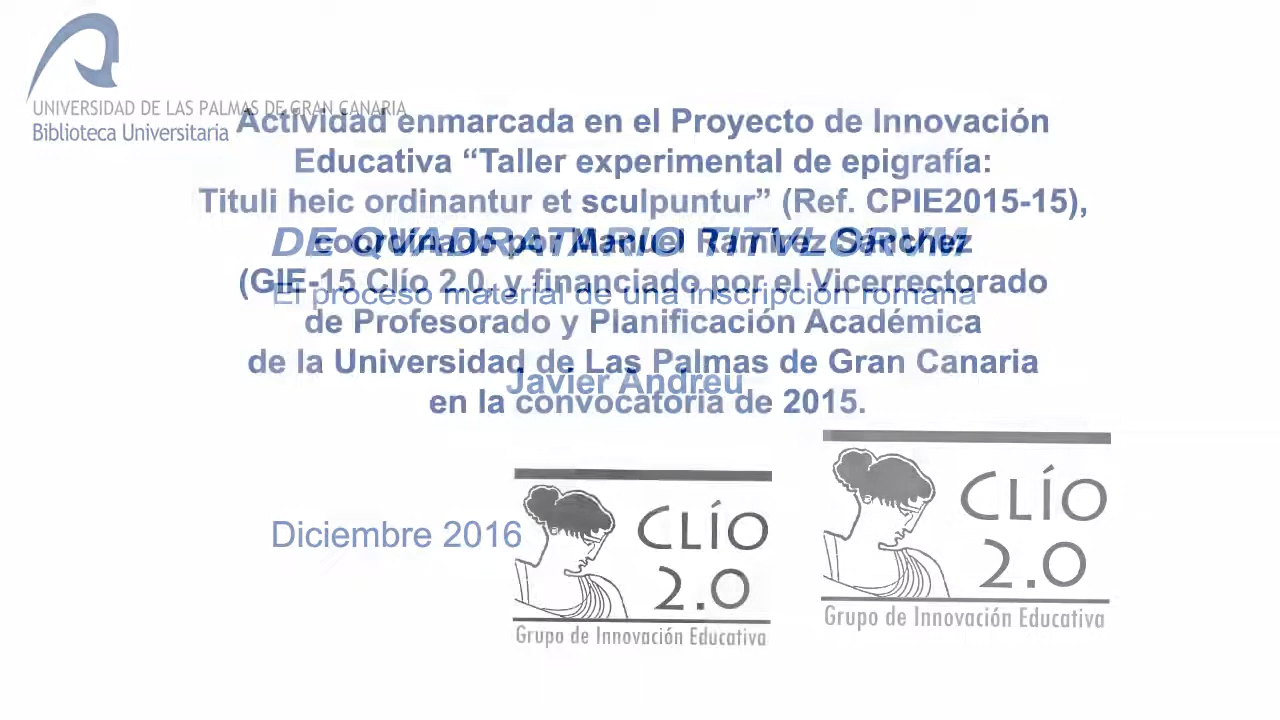 UNIVERSIDAD DE LAS PALMAS DE GRAN CANARIA
Biblioteca Universitaria
Actividad enmarcada en el Proyecto de Innovación
Educativa “Taller experimental de epigrafía:
Tituli heic ordinantur et sculpuntur” (Ref. CPIE2015-15),
coordinado por Manuel Ramírez Sánchez
DE QVADRATARIO TITVLORVM
(GIE-15 Clío 2.0, y financiado por el Vicerrectorado
El proceso material de una inscripción romana
de Profesorado y Planificación Académica
de la Universidad de Las Palmas de Gran Canaria
Javier Andreu
en la convocatoria de 2015.
Diciembre 2016
CLÍO
2.0
Grupo de Innovación Educativa
CLÍO
2.0
Grupo de Innovación Educativa